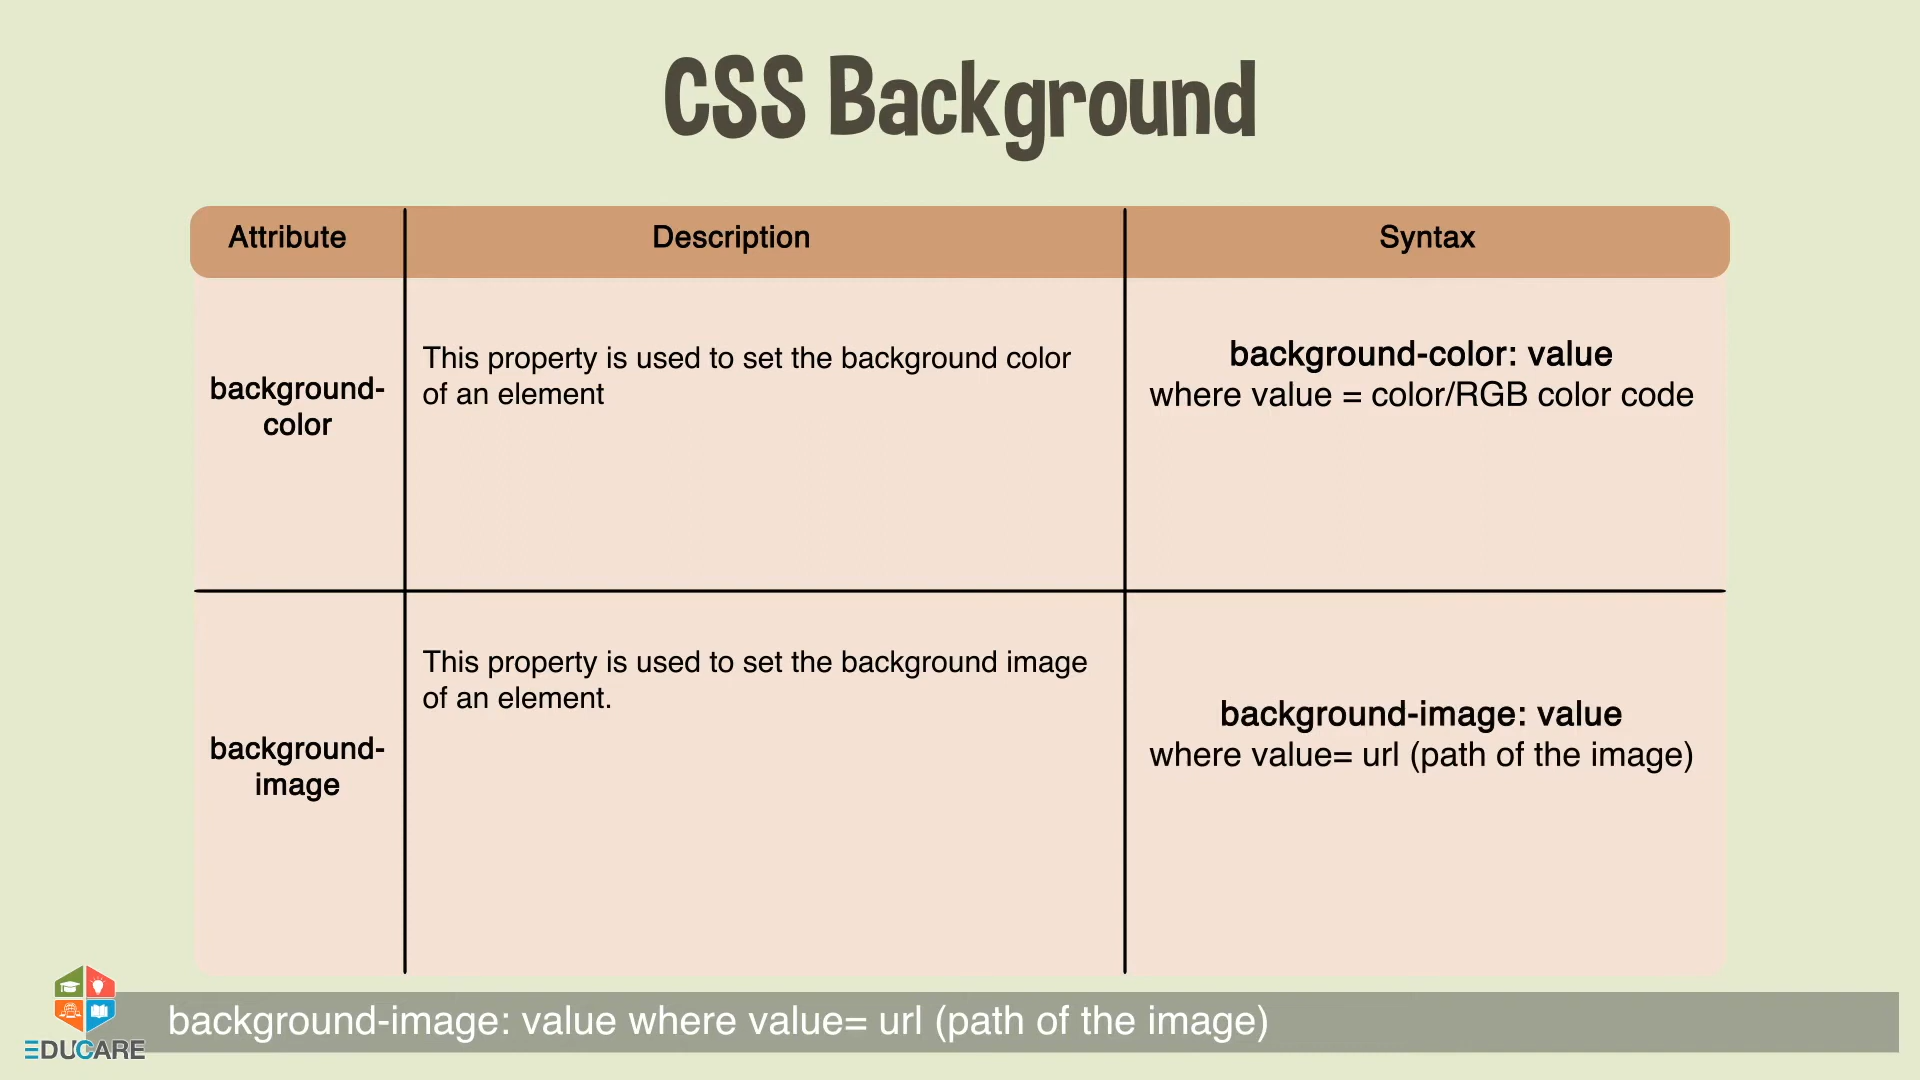 CSS Background
Attribute
Description
Syntax
background-
color
This property is used to set the background color
of an element
background-color: value
where value = color/RGB color code
background-
image
This property is used to set the background image
of an element.
background-image: value
where value= url (path of the image)
background-image: value where value= url (path of the image)
EDUCARE